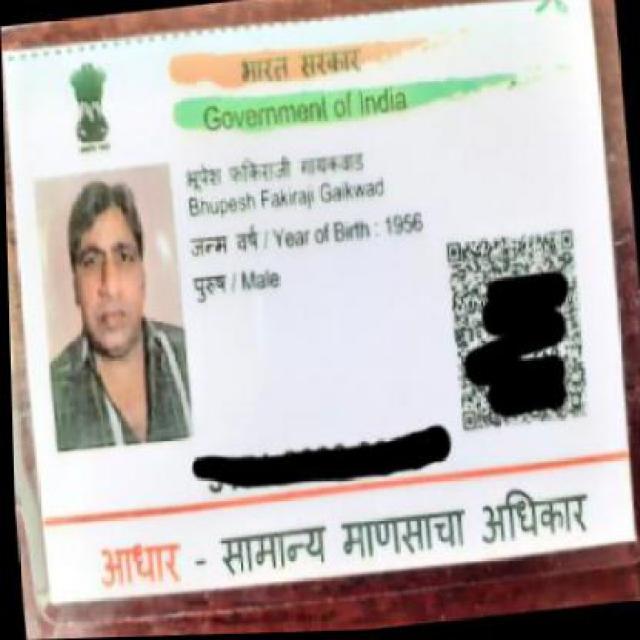 भारत सरकार
Government of India
भूपेश फकिराजी गायकवाड
Bhupesh Fakiraji Gaikwad
जन्म वर्ष / Year of Birth : 1956
पुरुष / Male
आधार - सामान्य माणसाचा अधिकार